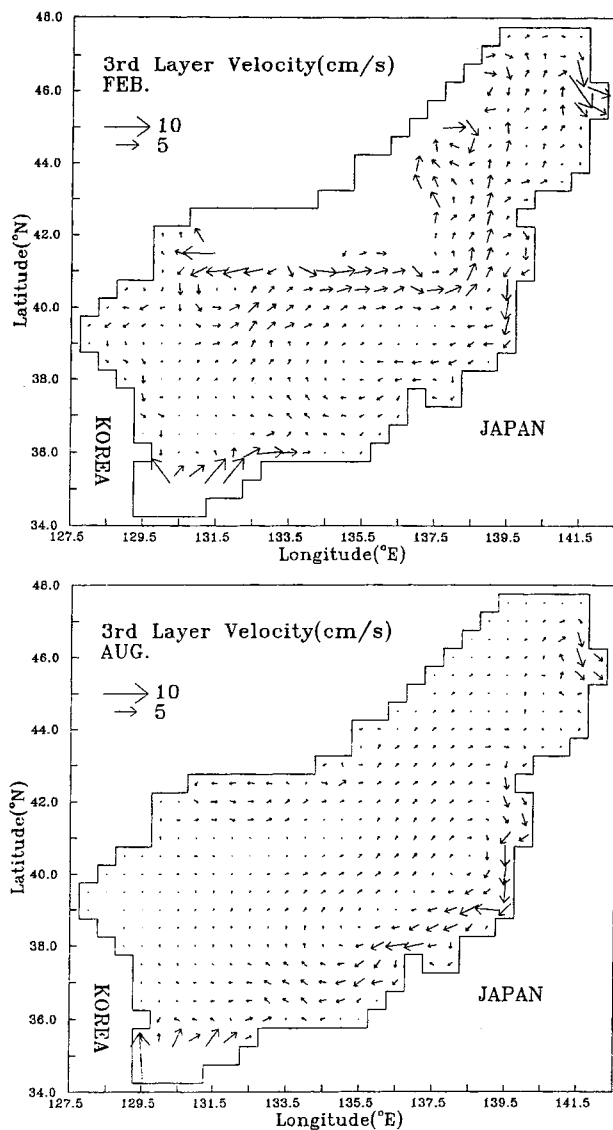 48.0
3rd Layer Velocity(cm/s)
FEB.
10
5
46.0
44.0
42.0
40.0
38.0
36.0
34.0
Latitude(°N)
KOREA
JAPAN
127.5 129.5 131.5 133.5 135.5 137.5 139.5 141.5
Longitude(°E)
48.0
3rd Layer Velocity(cm/s)
AUG.
10
5
46.0
44.0
42.0
40.0
38.0
36.0
34.0
Latitude(°N)
KOREA
JAPAN
127.5 129.5 131.5 133.5 135.5 137.5 139.5 141.5
Longitude(°E)